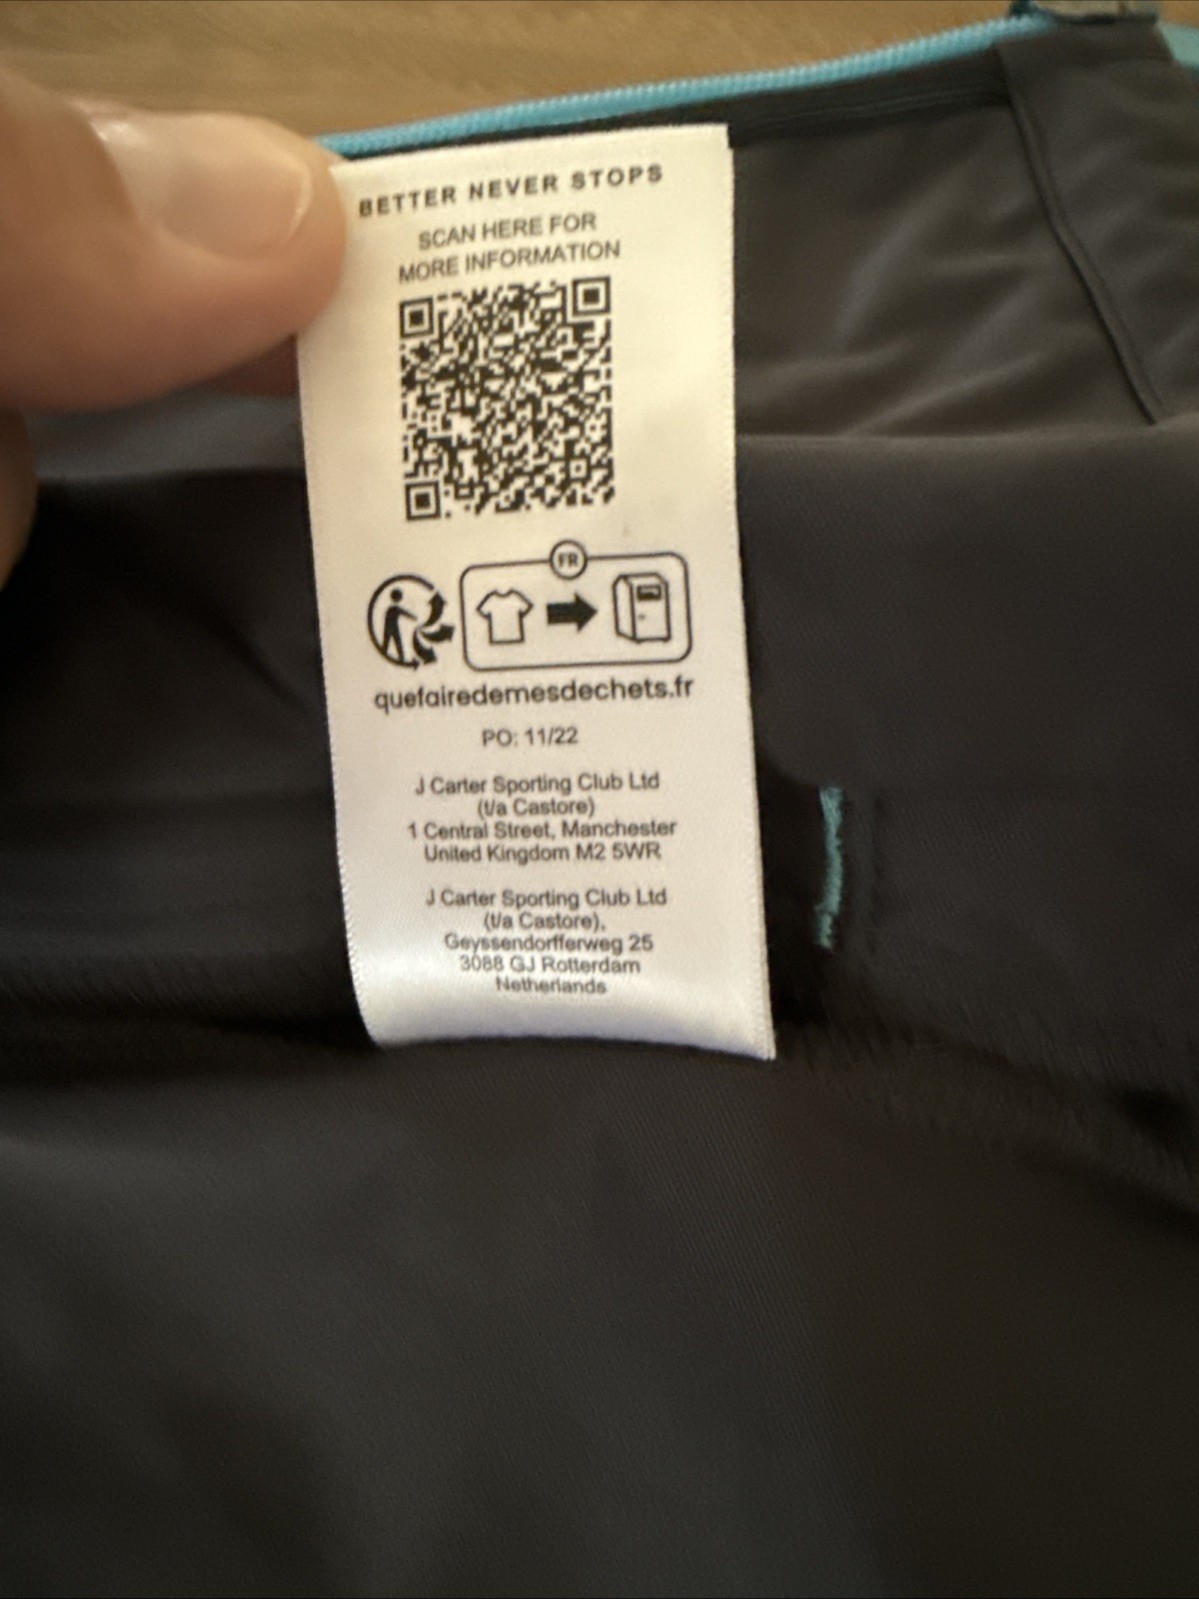 BETTER NEVER STOPS
SCAN HERE FOR
MORE INFORMATION
FR
quefairedemesdechets.fr
PO: 11/22
J Carter Sporting Club Ltd
(t/a Castore)
1 Central Street, Manchester
United Kingdom M2 5WR
J Carter Sporting Club Ltd
(t/a Castore),
Geyssendorfferweg 25
3088 GJ Rotterdam
Netherlands